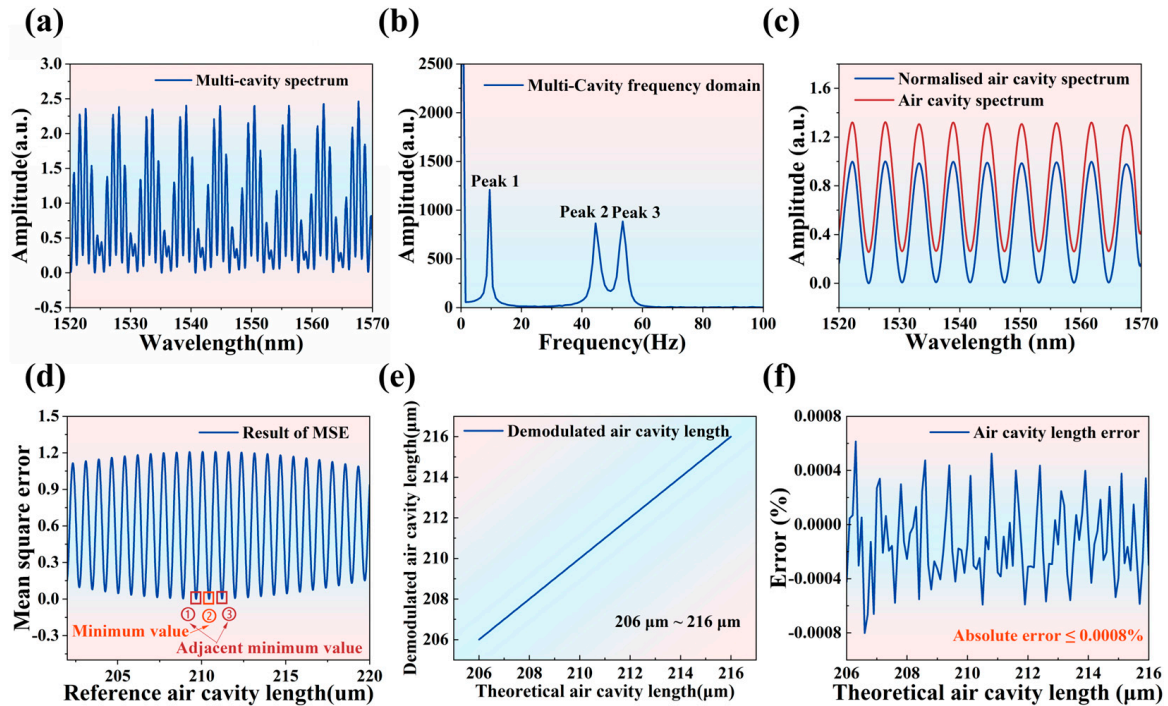 (a)
Multi-cavity spectrum
Amplitude(a.u.)
3.0
2.5
2.0
1.5
1.0
0.5
0.0
-0.5
1520 1530 1540 1550 1560 1570
Wavelength(nm)
(b)
Multi-Cavity frequency domain
Amplitude(a.u.)
2500
2000
1500
1000
500
0
Peak 1
Peak 2 Peak 3
0 20 40 60 80 100
Frequency(Hz)
(c)
Normalised air cavity spectrum
Air cavity spectrum
Amplitude (a.u.)
1.6
1.2
0.8
0.4
0.0
1520 1530 1540 1550 1560 1570
Wavelength (nm)
(d)
Result of MSE
Mean square error
1.5
1.2
0.9
0.6
0.3
0.0
-0.3
① ② ③
Minimum value
Adjacent minimum value
205 210 215 220
Reference air cavity length(um)
(e)
Demodulated air cavity length
Demodulated air cavity length(μm)
216
214
212
210
208
206
206 μm ~ 216 μm
206 208 210 212 214 216
Theoretical air cavity length(μm)
(f)
Air cavity length error
Error (%)
0.0008
0.0004
0.0000
-0.0004
-0.0008
Absolute error ≤ 0.0008%
206 208 210 212 214 216
Theoretical air cavity length (μm)